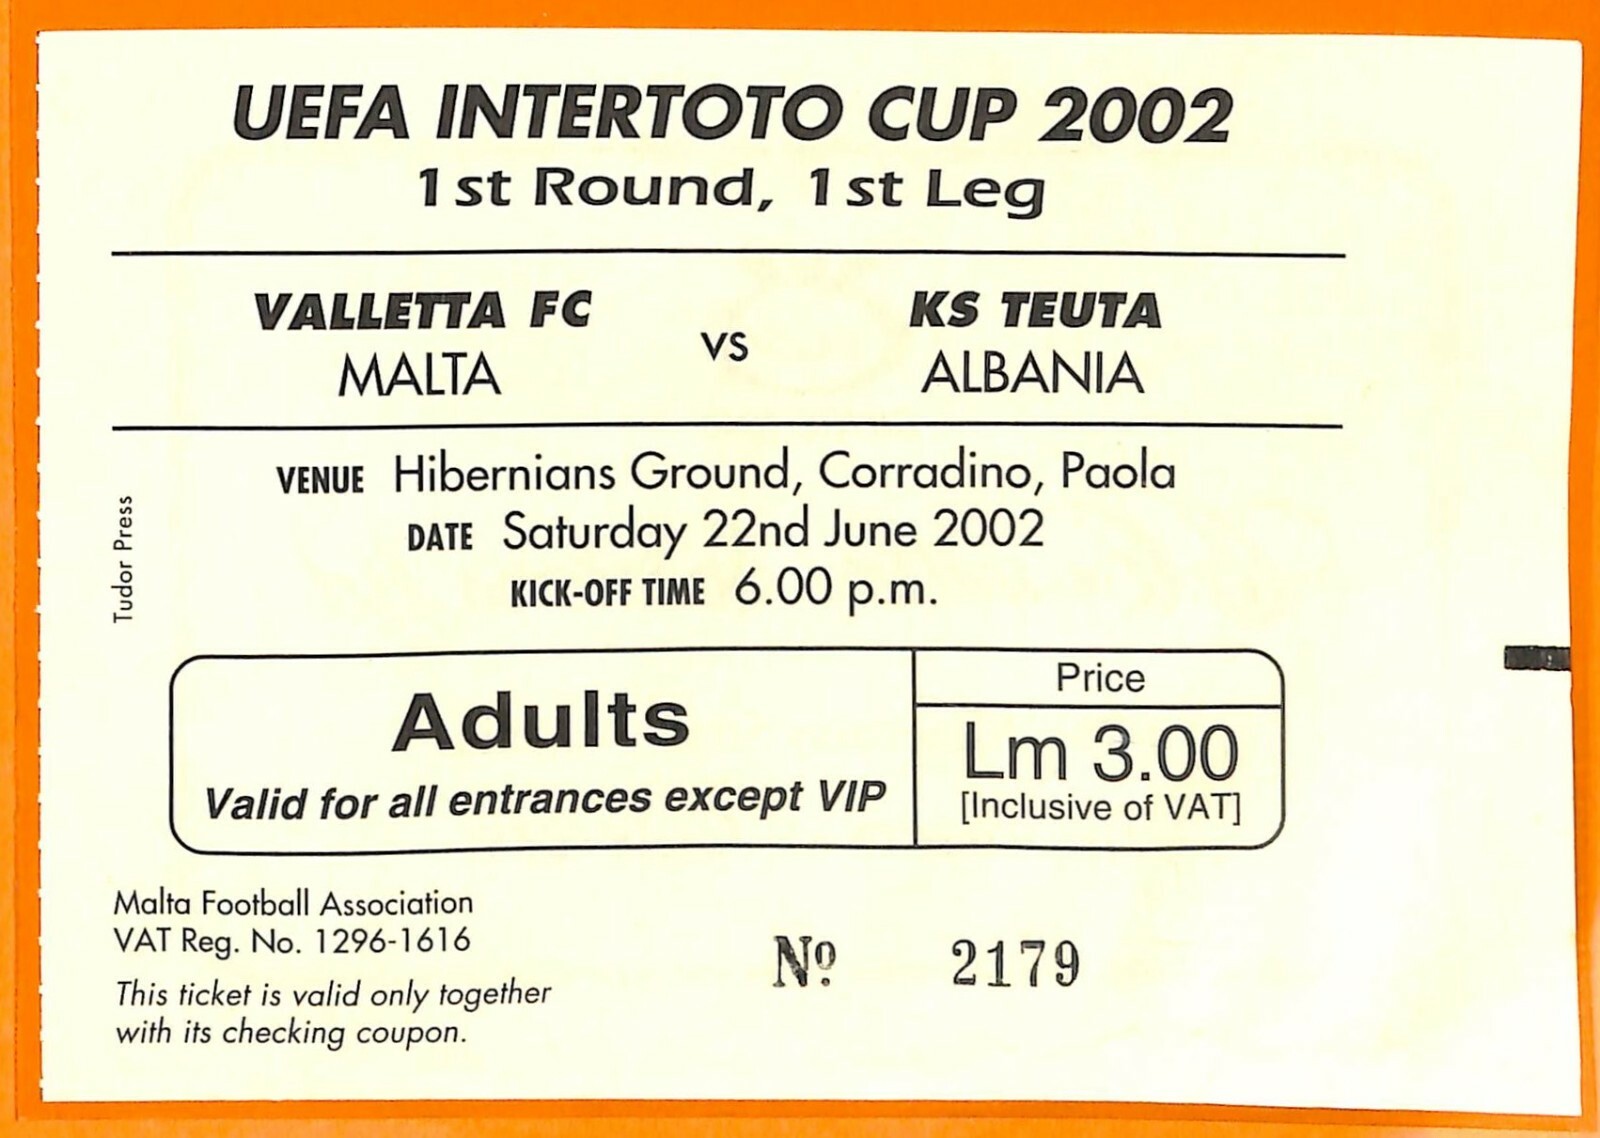 UEFA INTERTOTO CUP 2002
1st Round, 1st Leg
VALLETTA FC
MALTA
vs
KS TEUTA
ALBANIA
VENUE Hibernians Ground, Corradino, Paola
DATE Saturday 22nd June 2002
KICK-OFF TIME 6.00 p.m.
Tudor Press
Adults
Valid for all entrances except VIP
Price
Lm 3.00
[Inclusive of VAT]
Malta Football Association
VAT Reg. No. 1296-1616
This ticket is valid only together
with its checking coupon.
Nº 2179